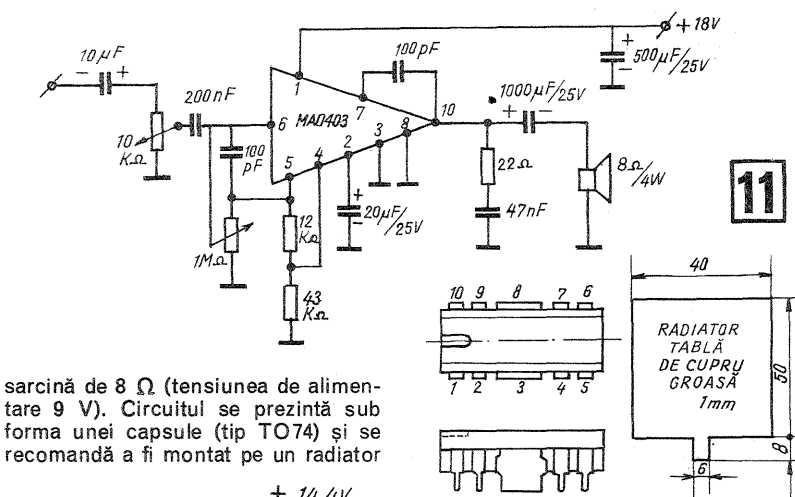 10µF
- +
10
KΩ
200nF
100
pF
1MΩ
6
MA0403
1
7
10
100pF
5
4
2
3
8
12
KΩ
43
KΩ
+
-
20µF/
25V
+ 18V
+
-
500µF/
25V
1000µF/25V
+ -
22Ω
47nF
8Ω
/4W
11
10 9 8 7 6
1 2 3 4 5
40
RADIATOR
TABLĂ
DE CUPRU
GROASĂ
1mm
50
8
6
sarcină de 8 Ω (tensiunea de alimen-
tare 9 V). Circuitul se prezintă sub
forma unei capsule (tip TO74) și se
recomandă a fi montat pe un radiator